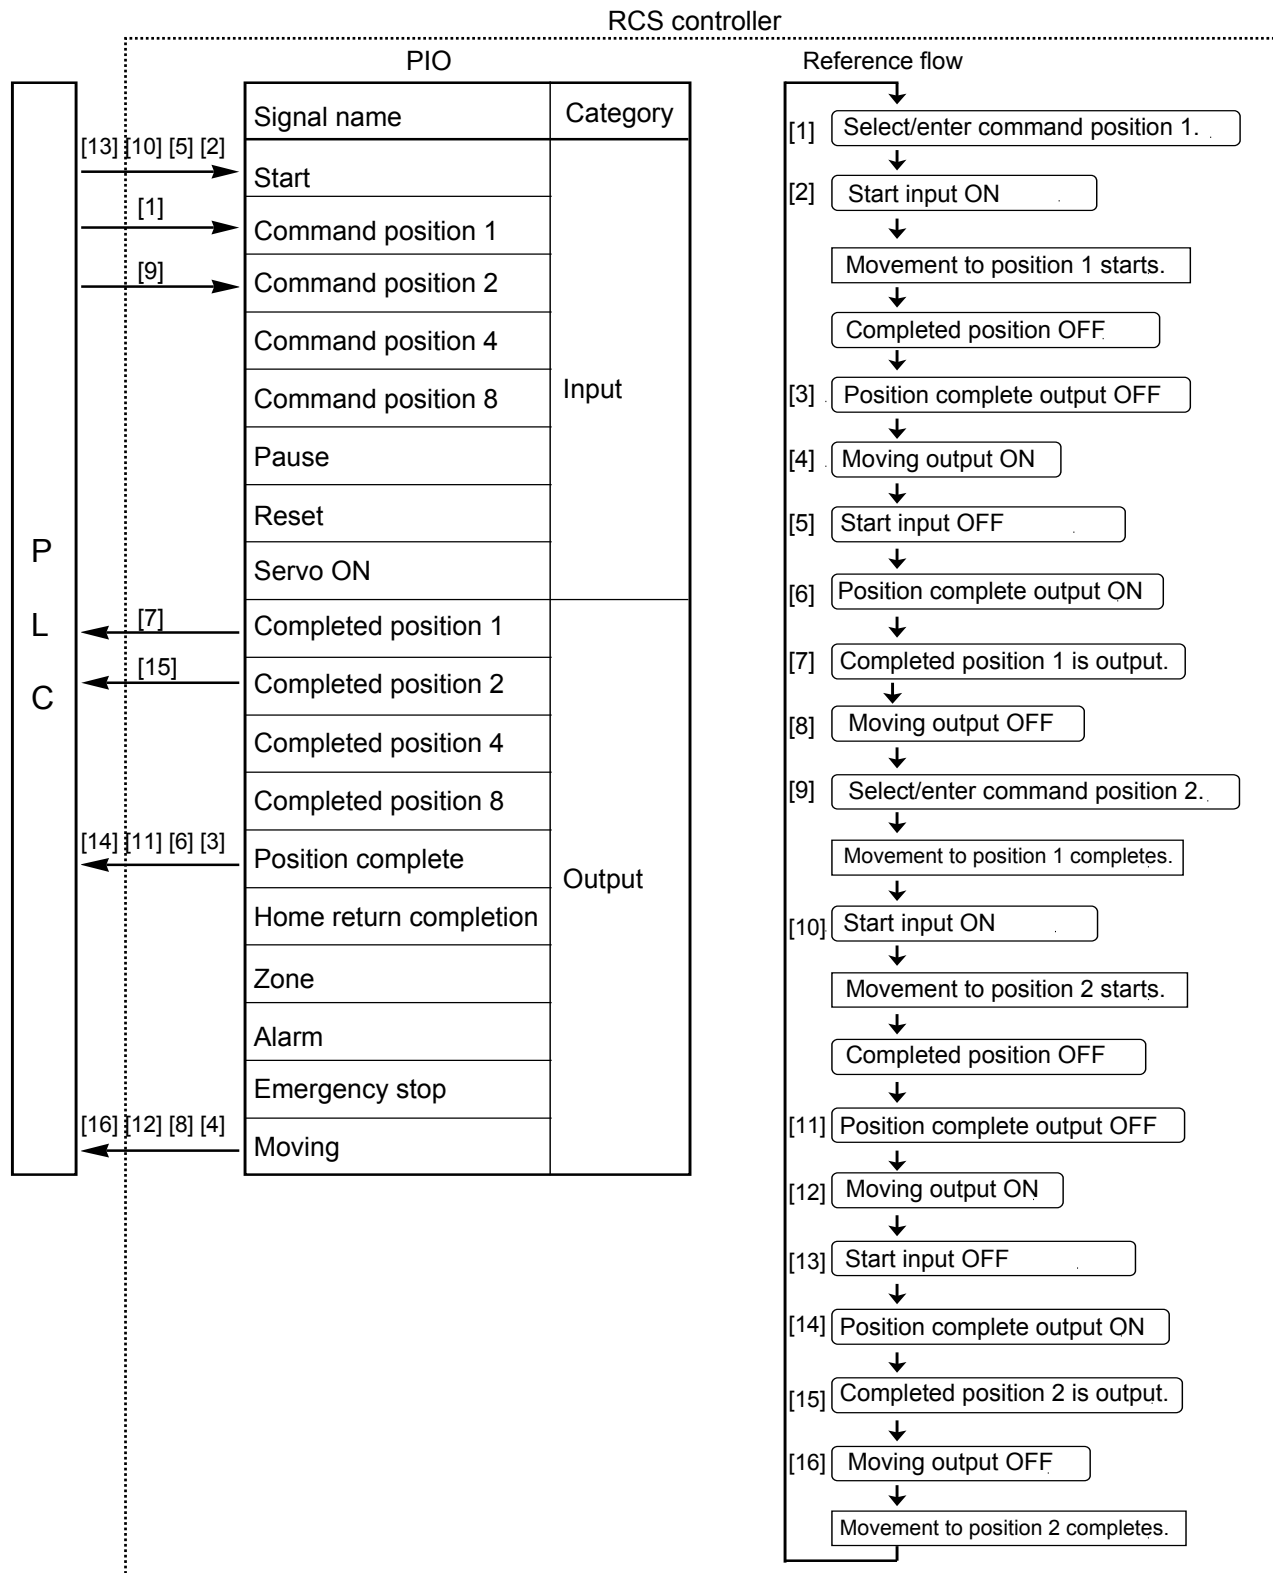 RCS controller
PIO
Signal name
Category
[13] [10] [5] [2]
Start
[1]
Command position 1
[9]
Command position 2
Command position 4
Command position 8
Input
Pause
Reset
Servo ON
P
L
C
[7]
Completed position 1
[15]
Completed position 2
Completed position 4
Completed position 8
[14] [11] [6] [3]
Position complete
Output
Home return completion
Zone
Alarm
Emergency stop
[16] [12] [8] [4]
Moving
Reference flow
[1] Select/enter command position 1.
[2] Start input ON
Movement to position 1 starts.
Completed position OFF
[3] Position complete output OFF
[4] Moving output ON
[5] Start input OFF
[6] Position complete output ON
[7] Completed position 1 is output.
[8] Moving output OFF
[9] Select/enter command position 2.
Movement to position 1 completes.
[10] Start input ON
Movement to position 2 starts.
Completed position OFF
[11] Position complete output OFF
[12] Moving output ON
[13] Start input OFF
[14] Position complete output ON
[15] Completed position 2 is output.
[16] Moving output OFF
Movement to position 2 completes.